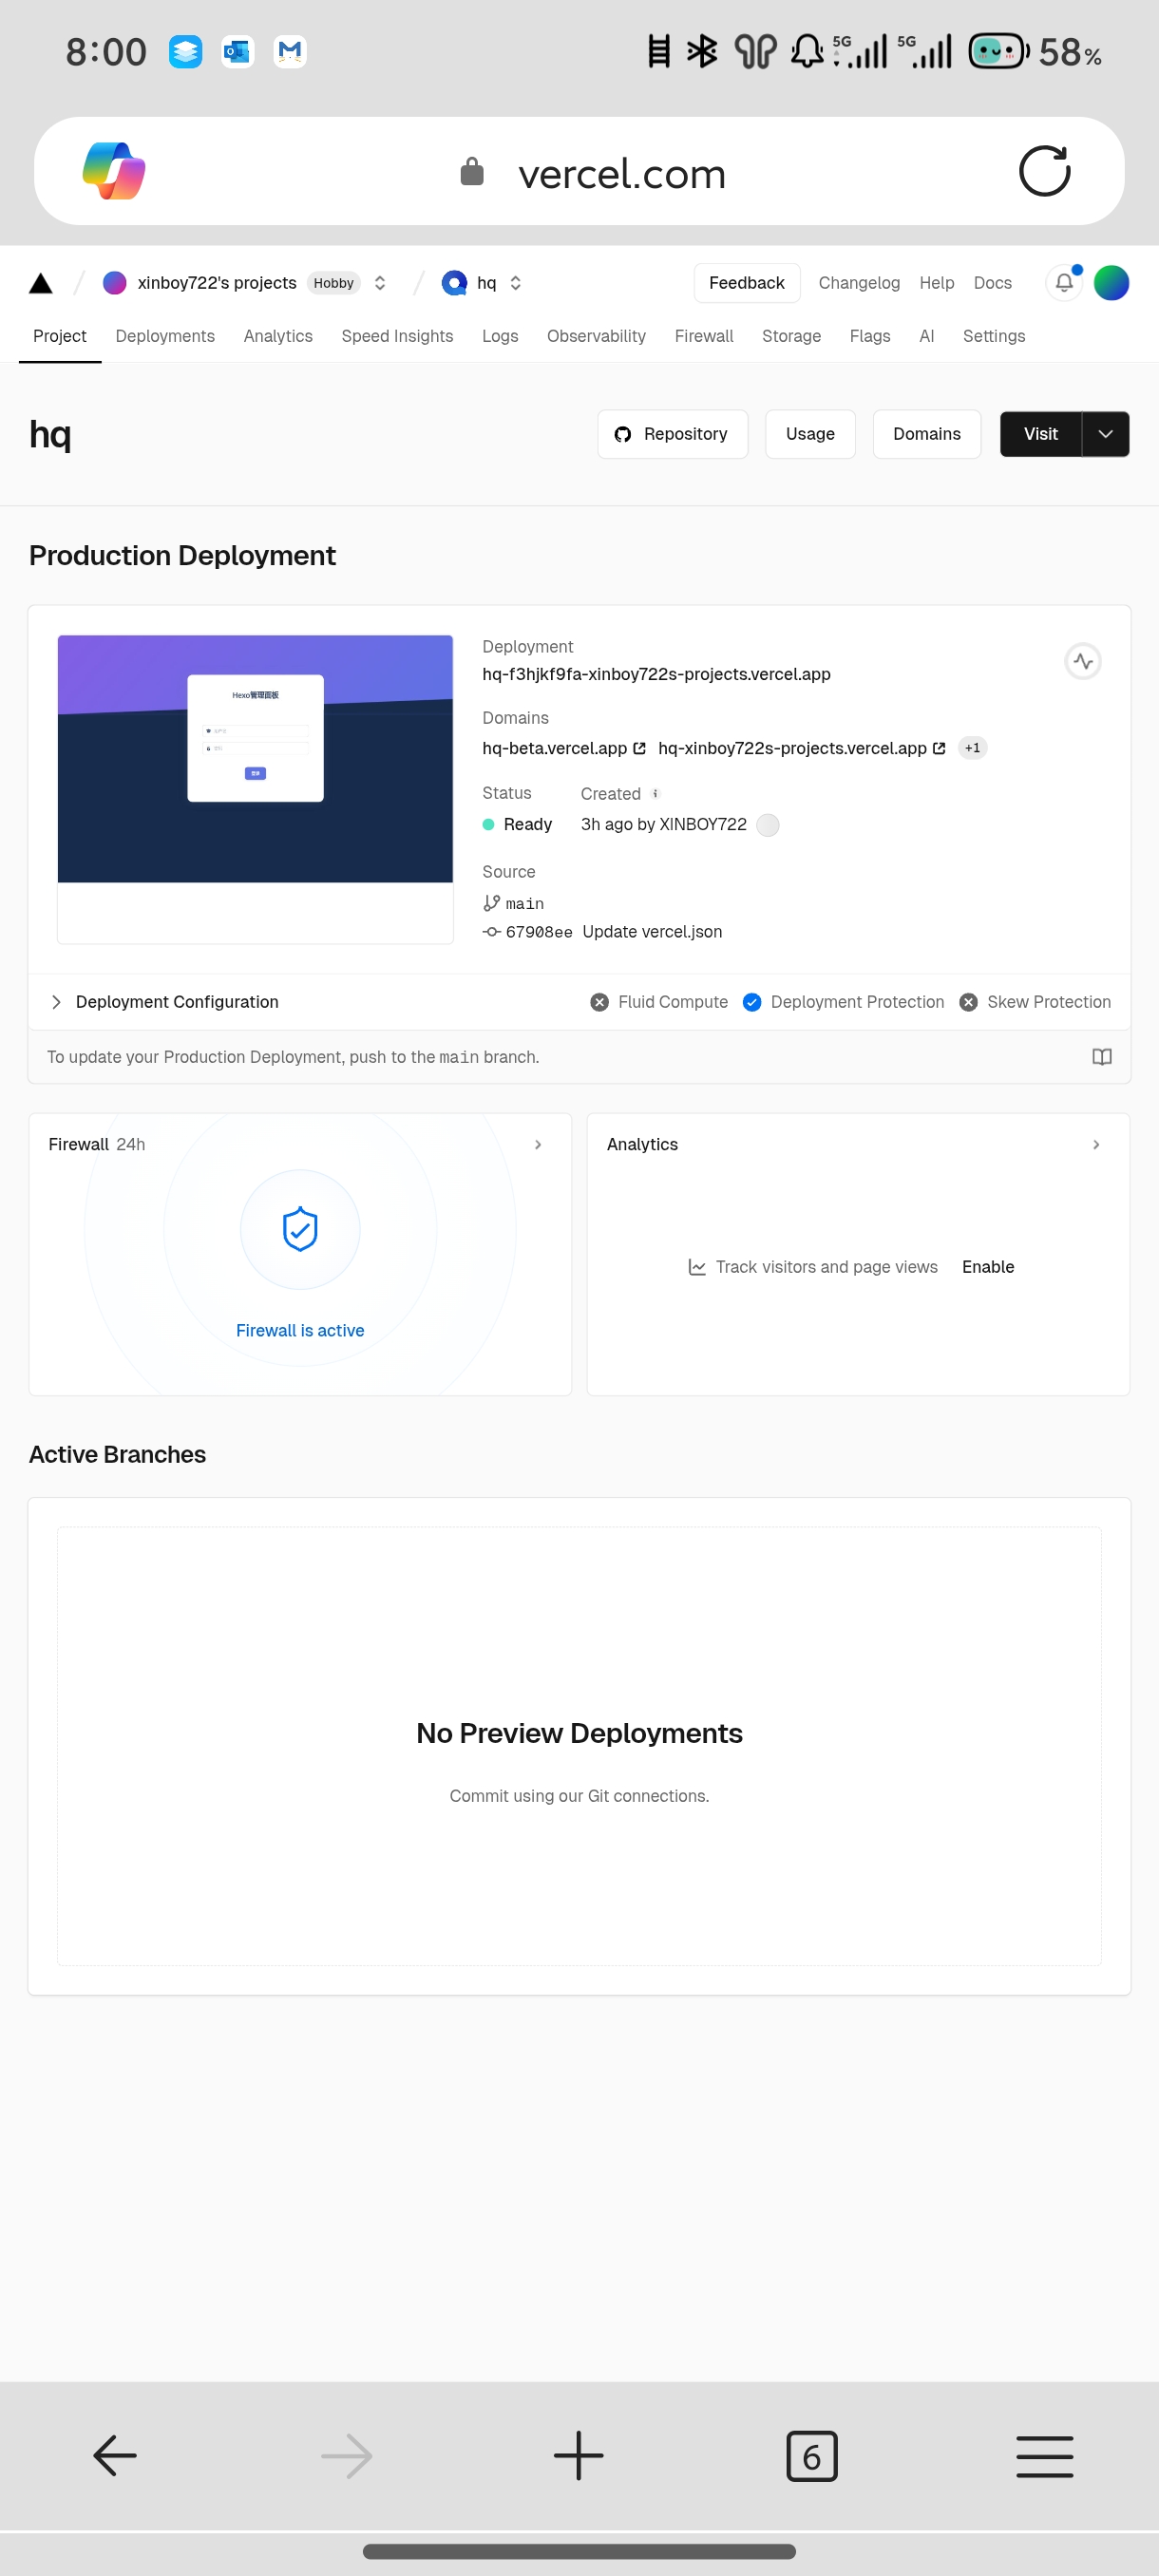 8:00
5G 5G 58%
vercel.com
xinboy722's projects Hobby hq Feedback Changelog Help Docs
Project Deployments Analytics Speed Insights Logs Observability Firewall Storage Flags AI Settings
hq Repository Usage Domains Visit
Production Deployment
Hexo管理面板
Deployment
hq-f3hjkf9fa-xinboy722s-projects.vercel.app
Domains
hq-beta.vercel.app hq-xinboy722s-projects.vercel.app +1
Status Created
Ready 3h ago by XINBOY722
Source
main
67908ee Update vercel.json
Deployment Configuration Fluid Compute Deployment Protection Skew Protection
To update your Production Deployment, push to the main branch.
Firewall 24h
Firewall is active
Analytics
Track visitors and page views Enable
Active Branches
No Preview Deployments
Commit using our Git connections.
6